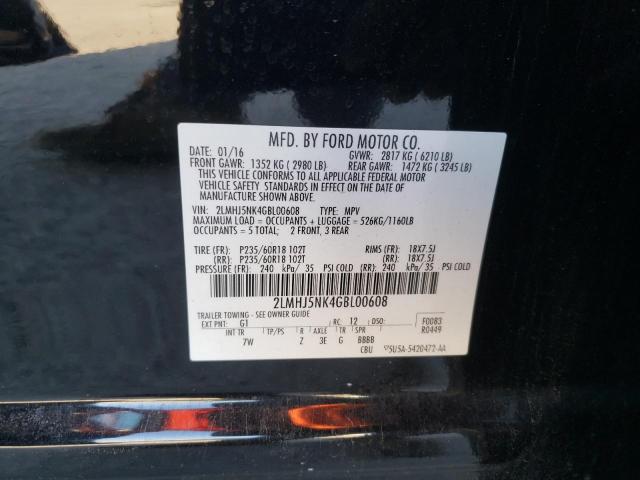 MFD. BY FORD MOTOR CO.
DATE: 01/16 GVWR: 2817 KG ( 6210 LB)
FRONT GAWR: 1352 KG ( 2980 LB) REAR GAWR: 1472 KG ( 3245 LB)
THIS VEHICLE CONFORMS TO ALL APPLICABLE FEDERAL MOTOR
VEHICLE SAFETY STANDARDS IN EFFECT ON THE DATE OF
MANUFACTURE SHOWN ABOVE.
VIN: 2LMHJ5NK4GBL00608 TYPE: MPV
MAXIMUM LOAD = OCCUPANTS + LUGGAGE = 526KG/1160LB
OCCUPANTS = 5 TOTAL; 2 FRONT, 3 REAR
TIRE (FR): P235/60R18 102T RIMS (FR): 18X7.5J
(RR): P235/60R18 102T (RR): 18X7.5J
PRESSURE (FR): 240 kPa/ 35 PSI COLD (RR): 240 kPa/ 35 PSI COLD
2LMHJ5NK4GBL00608
TRAILER TOWING - SEE OWNER GUIDE
EXT PNT: G1 RC: 12 DSO: F0083
R0449
INT TR TP/PS R AXLE TR SPR
7W Z 3E G BBBB
CBU 5U5A-5420472-AA